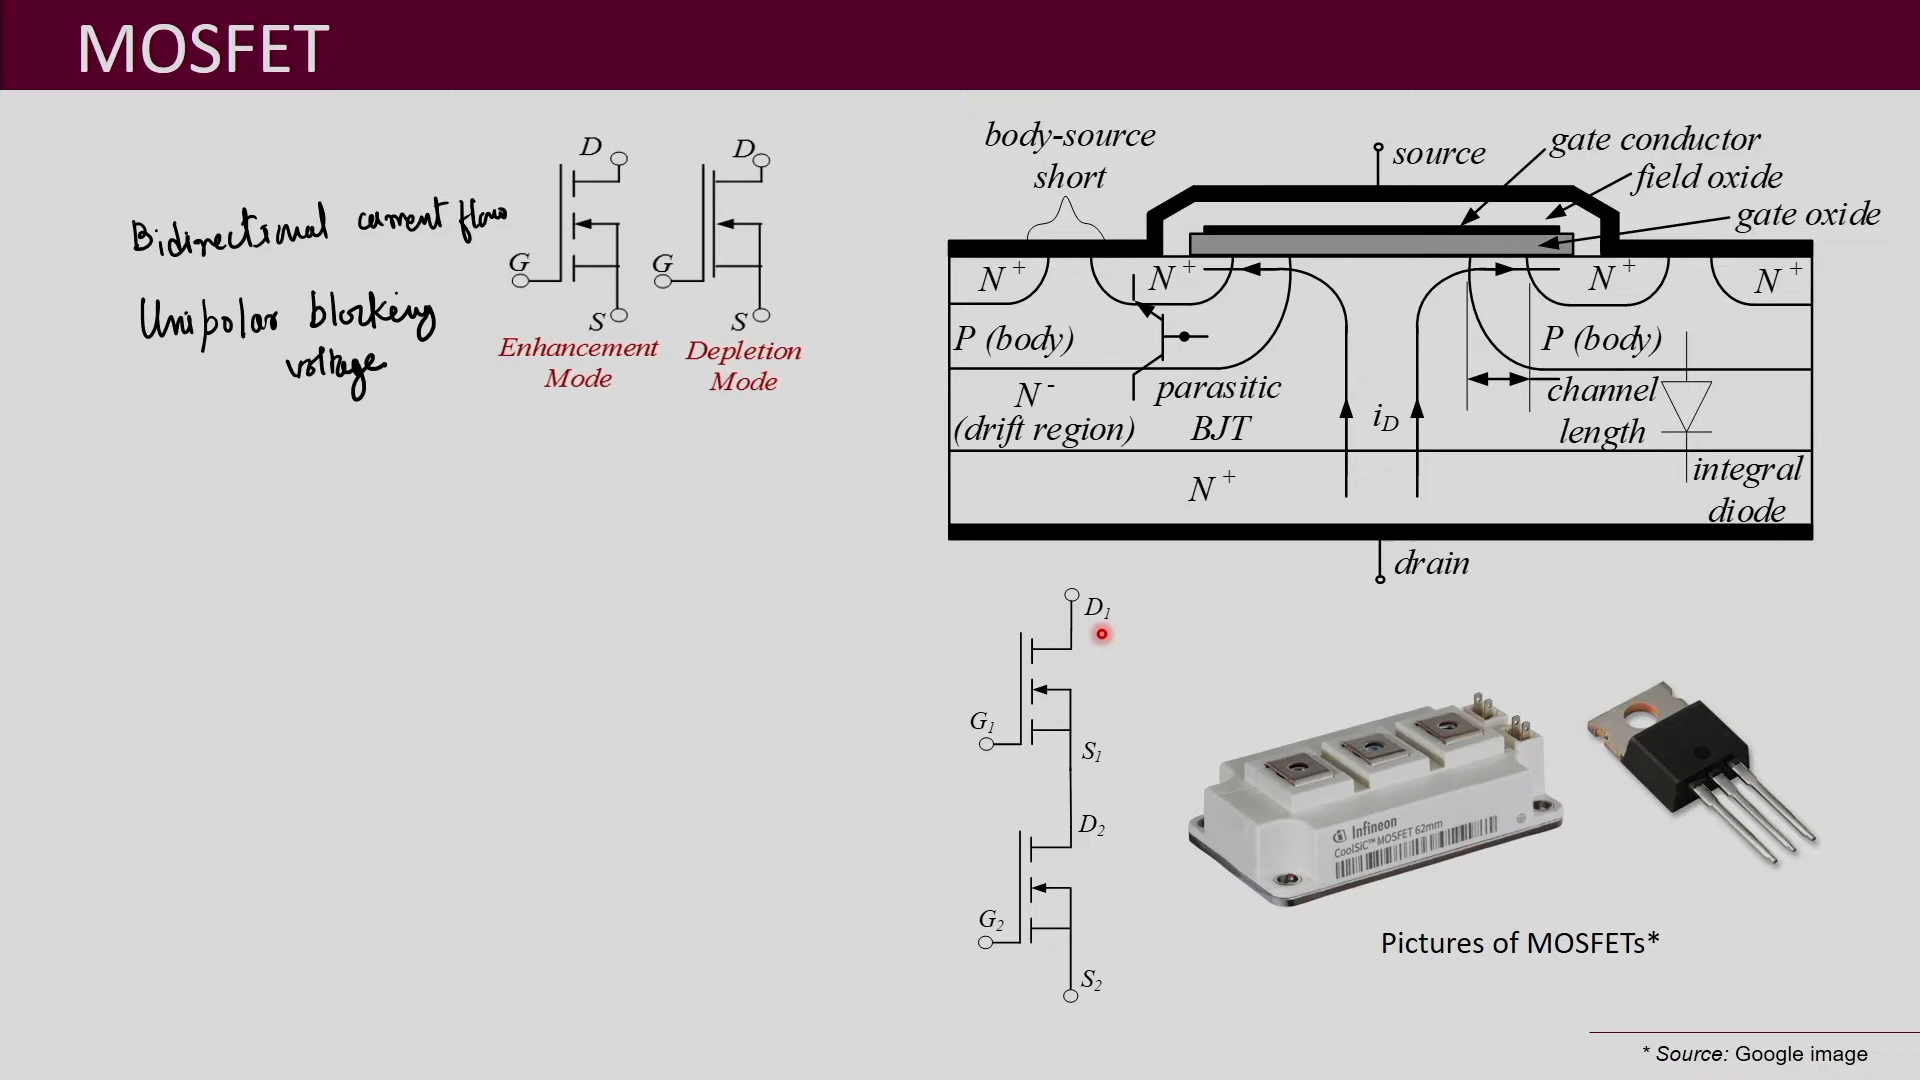 MOSFET
Bidirectional current flow
Unipolar blocking
voltage
D
G
S
Enhancement
Mode
D
G
S
Depletion
Mode
body-source
short
source
gate conductor
field oxide
gate oxide
N+
N+
N+
N+
P (body)
P (body)
N-
(drift region)
parasitic
BJT
iD
channel
length
N+
integral
diode
drain
D1
G1
S1
D2
G2
S2
Infineon
CoolSiC™ MOSFET 62mm
Pictures of MOSFETs*
* Source: Google image